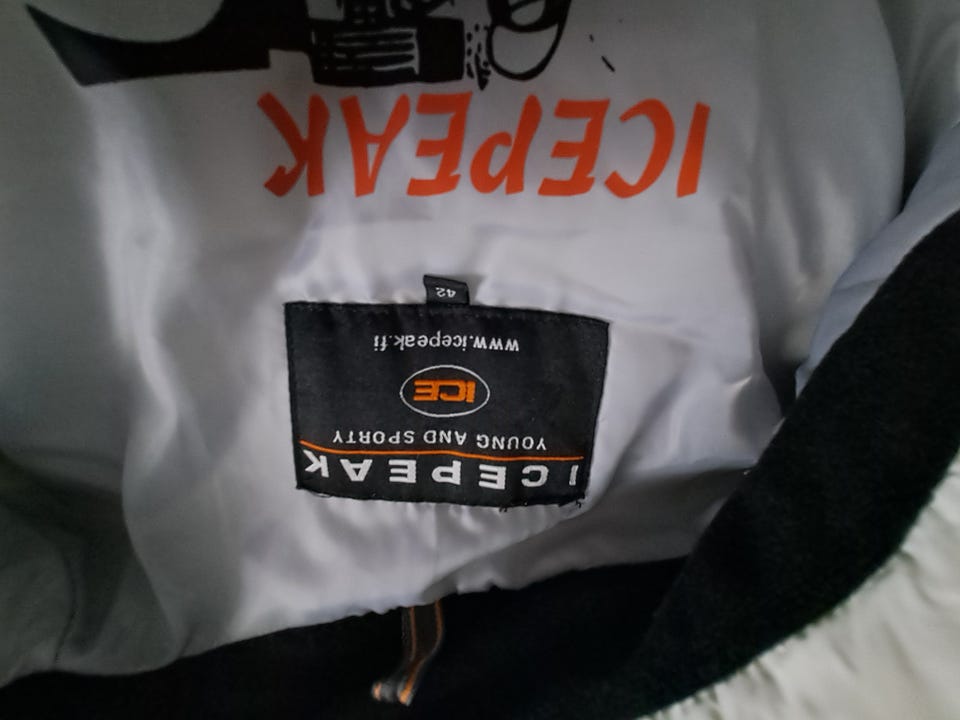 ICEPEAK
YOUNG AND SPORTY
ICE
www.icepeak.fi
42
ICEPEAK